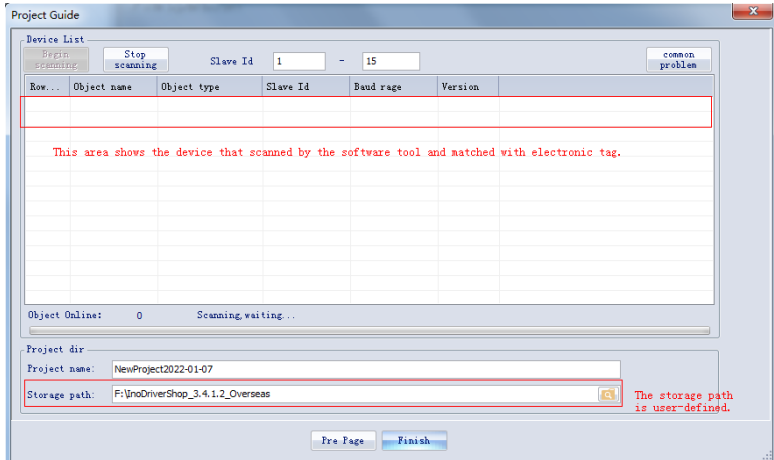 Project Guide
Device List
Begin scanning
Stop scanning
Slave Id 1 - 15
common problem
Row... Object name Object type Slave Id Baud rage Version
This area shows the device that scanned by the software tool and matched with electronic tag.
Object Online: 0 Scanning,waiting...
Project dir
Project name: NewProject2022-01-07
Storage path: F:\InoDriverShop_3.4.1.2_Overseas
The storage path
is user-defined.
Pre Page Finish